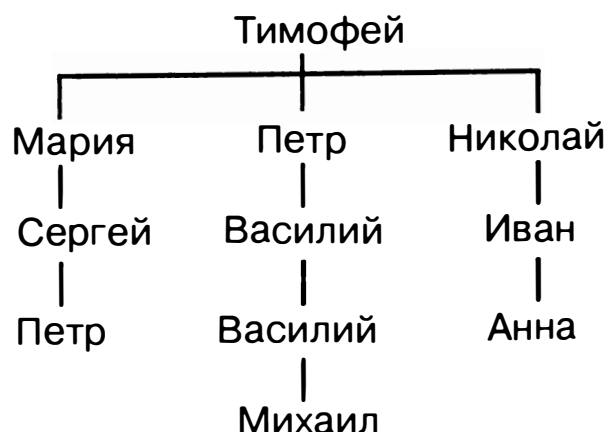 Тимофей
Мария Петр Николай
Сергей Василий Иван
Петр Василий Анна
Михаил